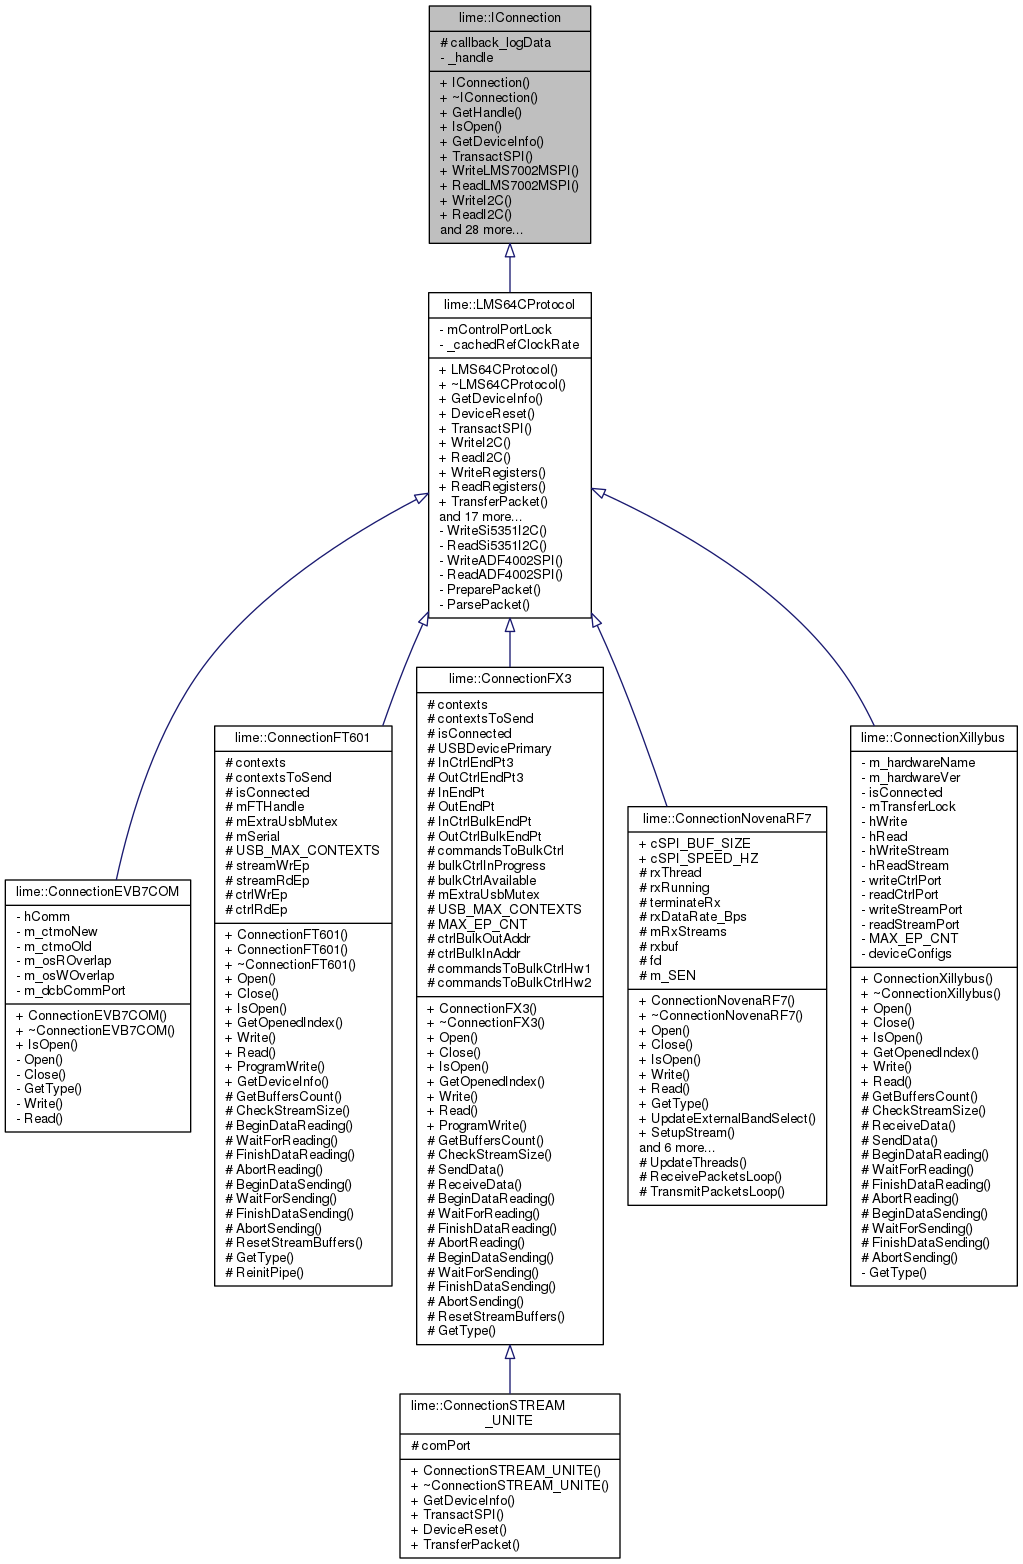 lime::IConnection
# callback_logData
- _handle
+ IConnection()
+ ~IConnection()
+ GetHandle()
+ IsOpen()
+ GetDeviceInfo()
+ TransactSPI()
+ WriteLMS7002MSPI()
+ ReadLMS7002MSPI()
+ WriteI2C()
+ ReadI2C()
and 28 more...
lime::LMS64CProtocol
- mControlPortLock
- _cachedRefClockRate
+ LMS64CProtocol()
+ ~LMS64CProtocol()
+ GetDeviceInfo()
+ DeviceReset()
+ TransactSPI()
+ WriteI2C()
+ ReadI2C()
+ WriteRegisters()
+ ReadRegisters()
+ TransferPacket()
and 17 more...
- WriteSi5351I2C()
- ReadSi5351I2C()
- WriteADF4002SPI()
- ReadADF4002SPI()
- PreparePacket()
- ParsePacket()
lime::ConnectionEVB7COM
- hComm
- m_ctmoNew
- m_ctmoOld
- m_osROverlap
- m_osWOverlap
- m_dcbCommPort
+ ConnectionEVB7COM()
+ ~ConnectionEVB7COM()
+ IsOpen()
- Open()
- Close()
- GetType()
- Write()
- Read()
lime::ConnectionFT601
# contexts
# contextsToSend
# isConnected
# mFTHandle
# mExtraUsbMutex
# mSerial
# USB_MAX_CONTEXTS
# streamWrEp
# streamRdEp
# ctrlWrEp
# ctrlRdEp
+ ConnectionFT601()
+ ConnectionFT601()
+ ~ConnectionFT601()
+ Open()
+ Close()
+ IsOpen()
+ GetOpenedIndex()
+ Write()
+ Read()
+ ProgramWrite()
+ GetDeviceInfo()
# GetBuffersCount()
# CheckStreamSize()
# BeginDataReading()
# WaitForReading()
# FinishDataReading()
# AbortReading()
# BeginDataSending()
# WaitForSending()
# FinishDataSending()
# AbortSending()
# ResetStreamBuffers()
# GetType()
# ReinitPipe()
lime::ConnectionFX3
# contexts
# contextsToSend
# isConnected
# USBDevicePrimary
# InCtrlEndPt3
# OutCtrlEndPt3
# InEndPt
# OutEndPt
# InCtrlBulkEndPt
# OutCtrlBulkEndPt
# commandsToBulkCtrl
# bulkCtrlInProgress
# bulkCtrlAvailable
# mExtraUsbMutex
# USB_MAX_CONTEXTS
# MAX_EP_CNT
# ctrlBulkOutAddr
# ctrlBulkInAddr
# commandsToBulkCtrlHw1
# commandsToBulkCtrlHw2
+ ConnectionFX3()
+ ~ConnectionFX3()
+ Open()
+ Close()
+ IsOpen()
+ GetOpenedIndex()
+ Write()
+ Read()
+ ProgramWrite()
# GetBuffersCount()
# CheckStreamSize()
# SendData()
# ReceiveData()
# BeginDataReading()
# WaitForReading()
# FinishDataReading()
# AbortReading()
# BeginDataSending()
# WaitForSending()
# FinishDataSending()
# AbortSending()
# ResetStreamBuffers()
# GetType()
lime::ConnectionNovenaRF7
+ cSPI_BUF_SIZE
+ cSPI_SPEED_HZ
# rxThread
# rxRunning
# terminateRx
# rxDataRate_Bps
# mRxStreams
# rxbuf
# fd
# m_SEN
+ ConnectionNovenaRF7()
+ ~ConnectionNovenaRF7()
+ Open()
+ Close()
+ IsOpen()
+ Write()
+ Read()
+ GetType()
+ UpdateExternalBandSelect()
+ SetupStream()
and 6 more...
# UpdateThreads()
# ReceivePacketsLoop()
# TransmitPacketsLoop()
lime::ConnectionXillybus
- m_hardwareName
- m_hardwareVer
- isConnected
- mTransferLock
- hWrite
- hRead
- hWriteStream
- hReadStream
- writeCtrlPort
- readCtrlPort
- writeStreamPort
- readStreamPort
- MAX_EP_CNT
- deviceConfigs
+ ConnectionXillybus()
+ ~ConnectionXillybus()
+ Open()
+ Close()
+ IsOpen()
+ GetOpenedIndex()
+ Write()
+ Read()
# GetBuffersCount()
# CheckStreamSize()
# ReceiveData()
# SendData()
# BeginDataReading()
# WaitForReading()
# FinishDataReading()
# AbortReading()
# BeginDataSending()
# WaitForSending()
# FinishDataSending()
# AbortSending()
- GetType()
lime::ConnectionSTREAM
_UNITE
# comPort
+ ConnectionSTREAM_UNITE()
+ ~ConnectionSTREAM_UNITE()
+ GetDeviceInfo()
+ TransactSPI()
+ DeviceReset()
+ TransferPacket()